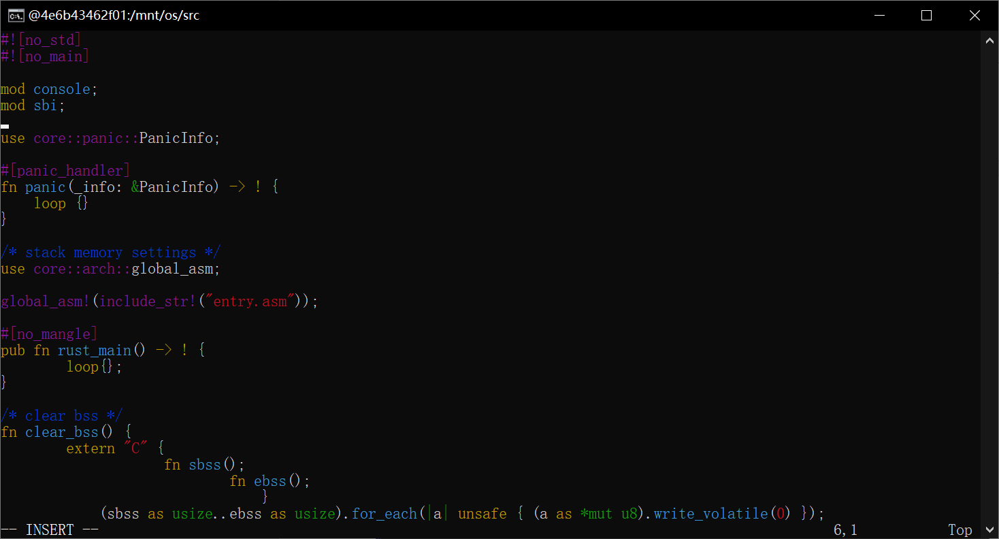 @4e6b43462f01:/mnt/os/src
#![no_std]
#![no_main]
mod console;
mod sbi;
use core::panic::PanicInfo;
#[panic_handler]
fn panic(_info: &PanicInfo) -> ! {
    loop {}
}
/* stack memory settings */
use core::arch::global_asm;
global_asm!(include_str!("entry.asm"));
#[no_mangle]
pub fn rust_main() -> ! {
        loop{};
}
/* clear bss */
fn clear_bss() {
        extern "C" {
                    fn sbss();
                            fn ebss();
                                }
            (sbss as usize..ebss as usize).for_each(|a| unsafe { (a as *mut u8).write_volatile(0) });
-- INSERT -- 6,1 Top